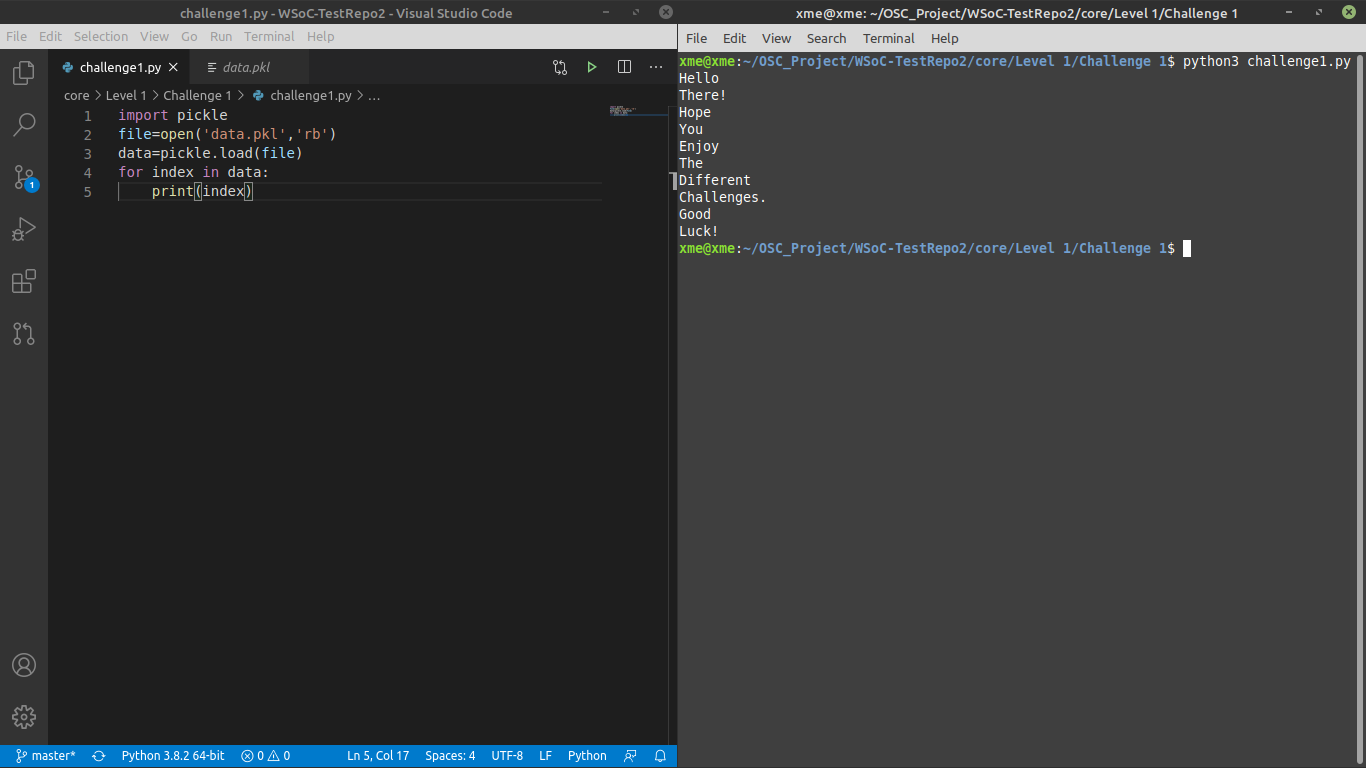 challenge1.py - WSoC-TestRepo2 - Visual Studio Code
File Edit Selection View Go Run Terminal Help
challenge1.py data.pkl
core > Level 1 > Challenge 1 > challenge1.py > ...
1 import pickle
2 file=open('data.pkl','rb')
3 data=pickle.load(file)
4 for index in data:
5     print(index)
1
master* Python 3.8.2 64-bit 0 0 Ln 5, Col 17 Spaces: 4 UTF-8 LF Python
xme@xme: ~/OSC_Project/WSoC-TestRepo2/core/Level 1/Challenge 1
File Edit View Search Terminal Help
xme@xme:~/OSC_Project/WSoC-TestRepo2/core/Level 1/Challenge 1$ python3 challenge1.py
Hello
There!
Hope
You
Enjoy
The
Different
Challenges.
Good
Luck!
xme@xme:~/OSC_Project/WSoC-TestRepo2/core/Level 1/Challenge 1$